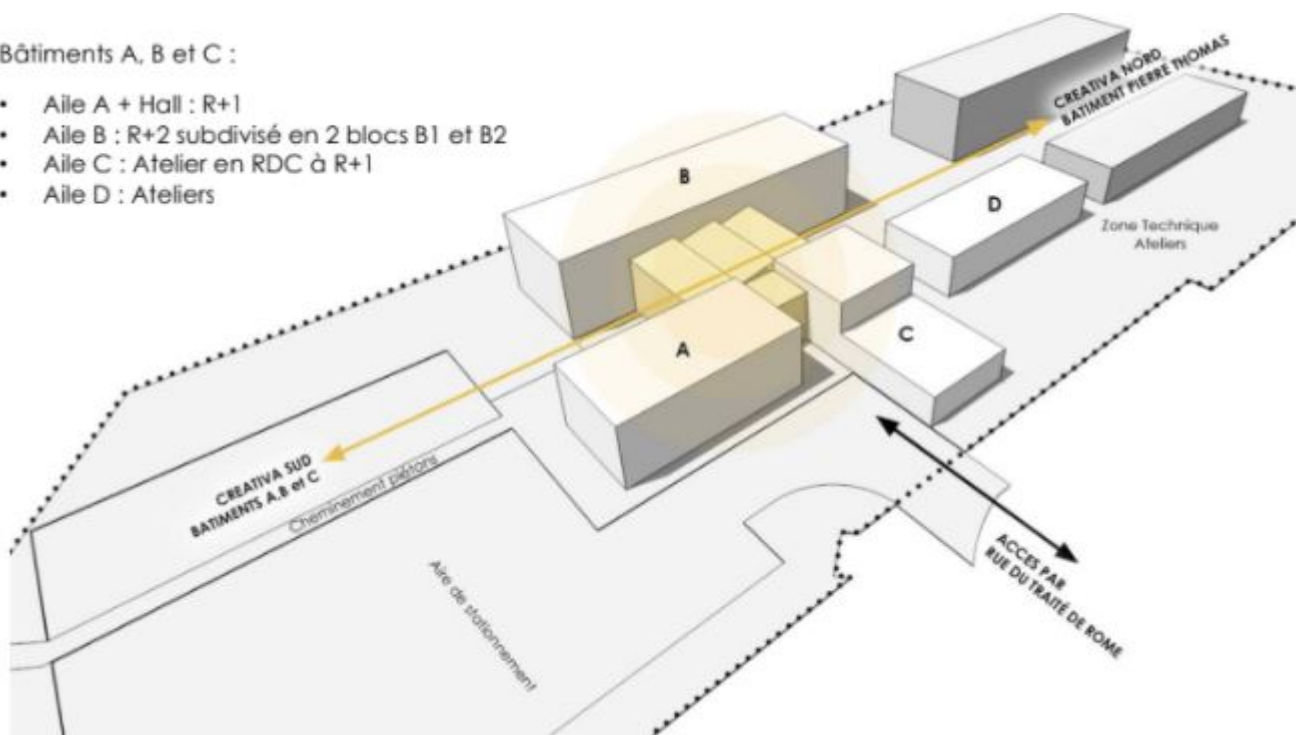 Bâtiments A, B et C :
• Aile A + Hall : R+1
• Aile B : R+2 subdivisé en 2 blocs B1 et B2
• Aile C : Atelier en RDC à R+1
• Aile D : Ateliers
CREATIVA NORD
BATIMENT PIERRE THOMAS
B
D
Zone Technique
Ateliers
A
C
CREATIVA SUD
BATIMENTS A,B et C
Cheminement piétons
Aire de stationnement
ACCES PAR
RUE DU TRAITÉ DE ROME